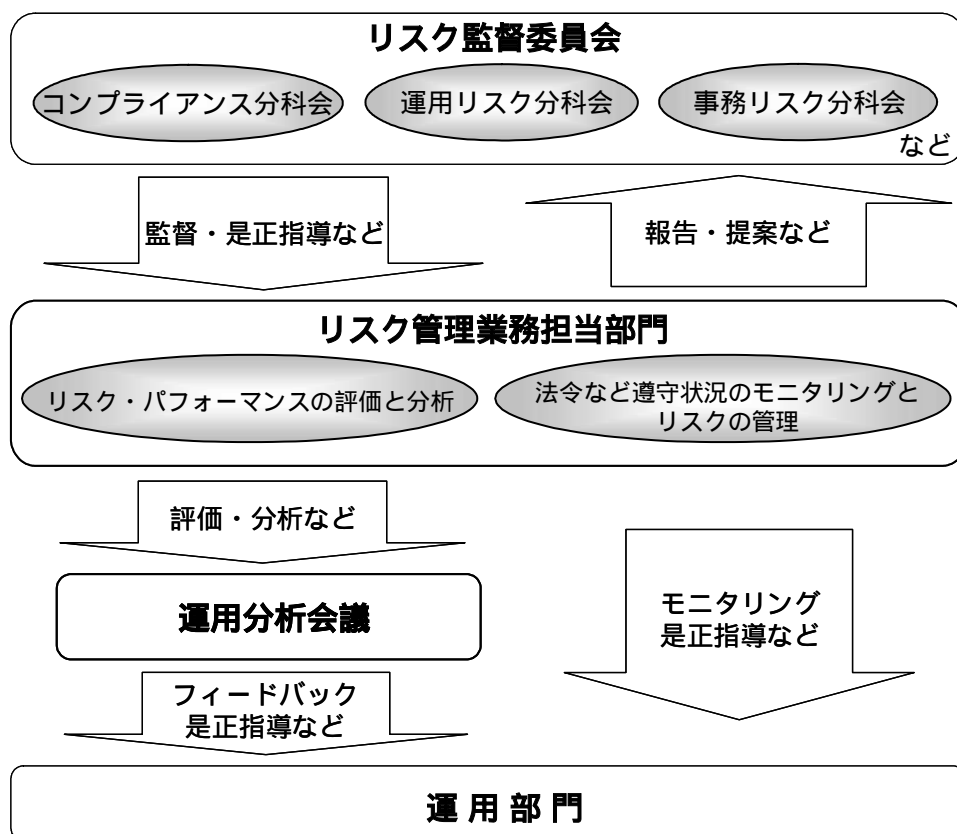 リスク監督委員会
コンプライアンス分科会
運用リスク分科会
事務リスク分科会
など
監督・是正指導など
報告・提案など
リスク管理業務担当部門
リスク・パフォーマンスの評価と分析
法令など遵守状況のモニタリングと
リスクの管理
評価・分析など
運用分析会議
モニタリング
是正指導など
フィードバック
是正指導など
運 用 部 門